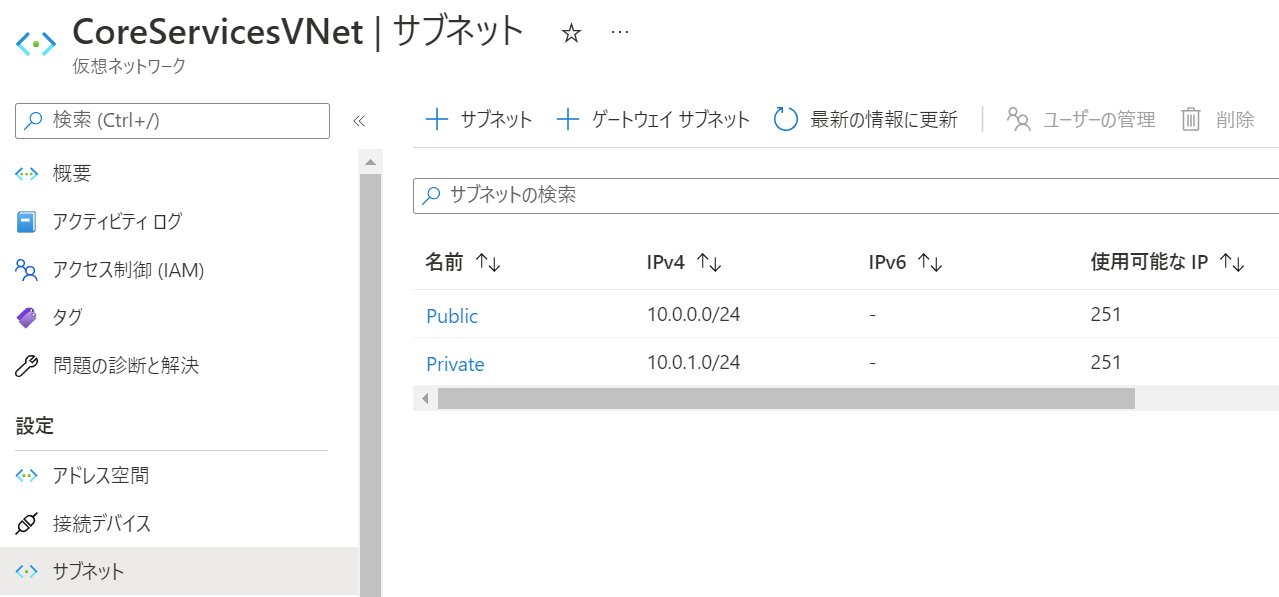 CoreServicesVNet | サブネット ☆ …
仮想ネットワーク
検索 (Ctrl+/)
«
概要
アクティビティ ログ
アクセス制御 (IAM)
タグ
問題の診断と解決
設定
アドレス空間
接続デバイス
サブネット
+ サブネット + ゲートウェイ サブネット 最新の情報に更新 | ユーザーの管理 削除
サブネットの検索
名前 ↑↓ IPv4 ↑↓ IPv6 ↑↓ 使用可能な IP ↑↓
Public 10.0.0.0/24 - 251
Private 10.0.1.0/24 - 251